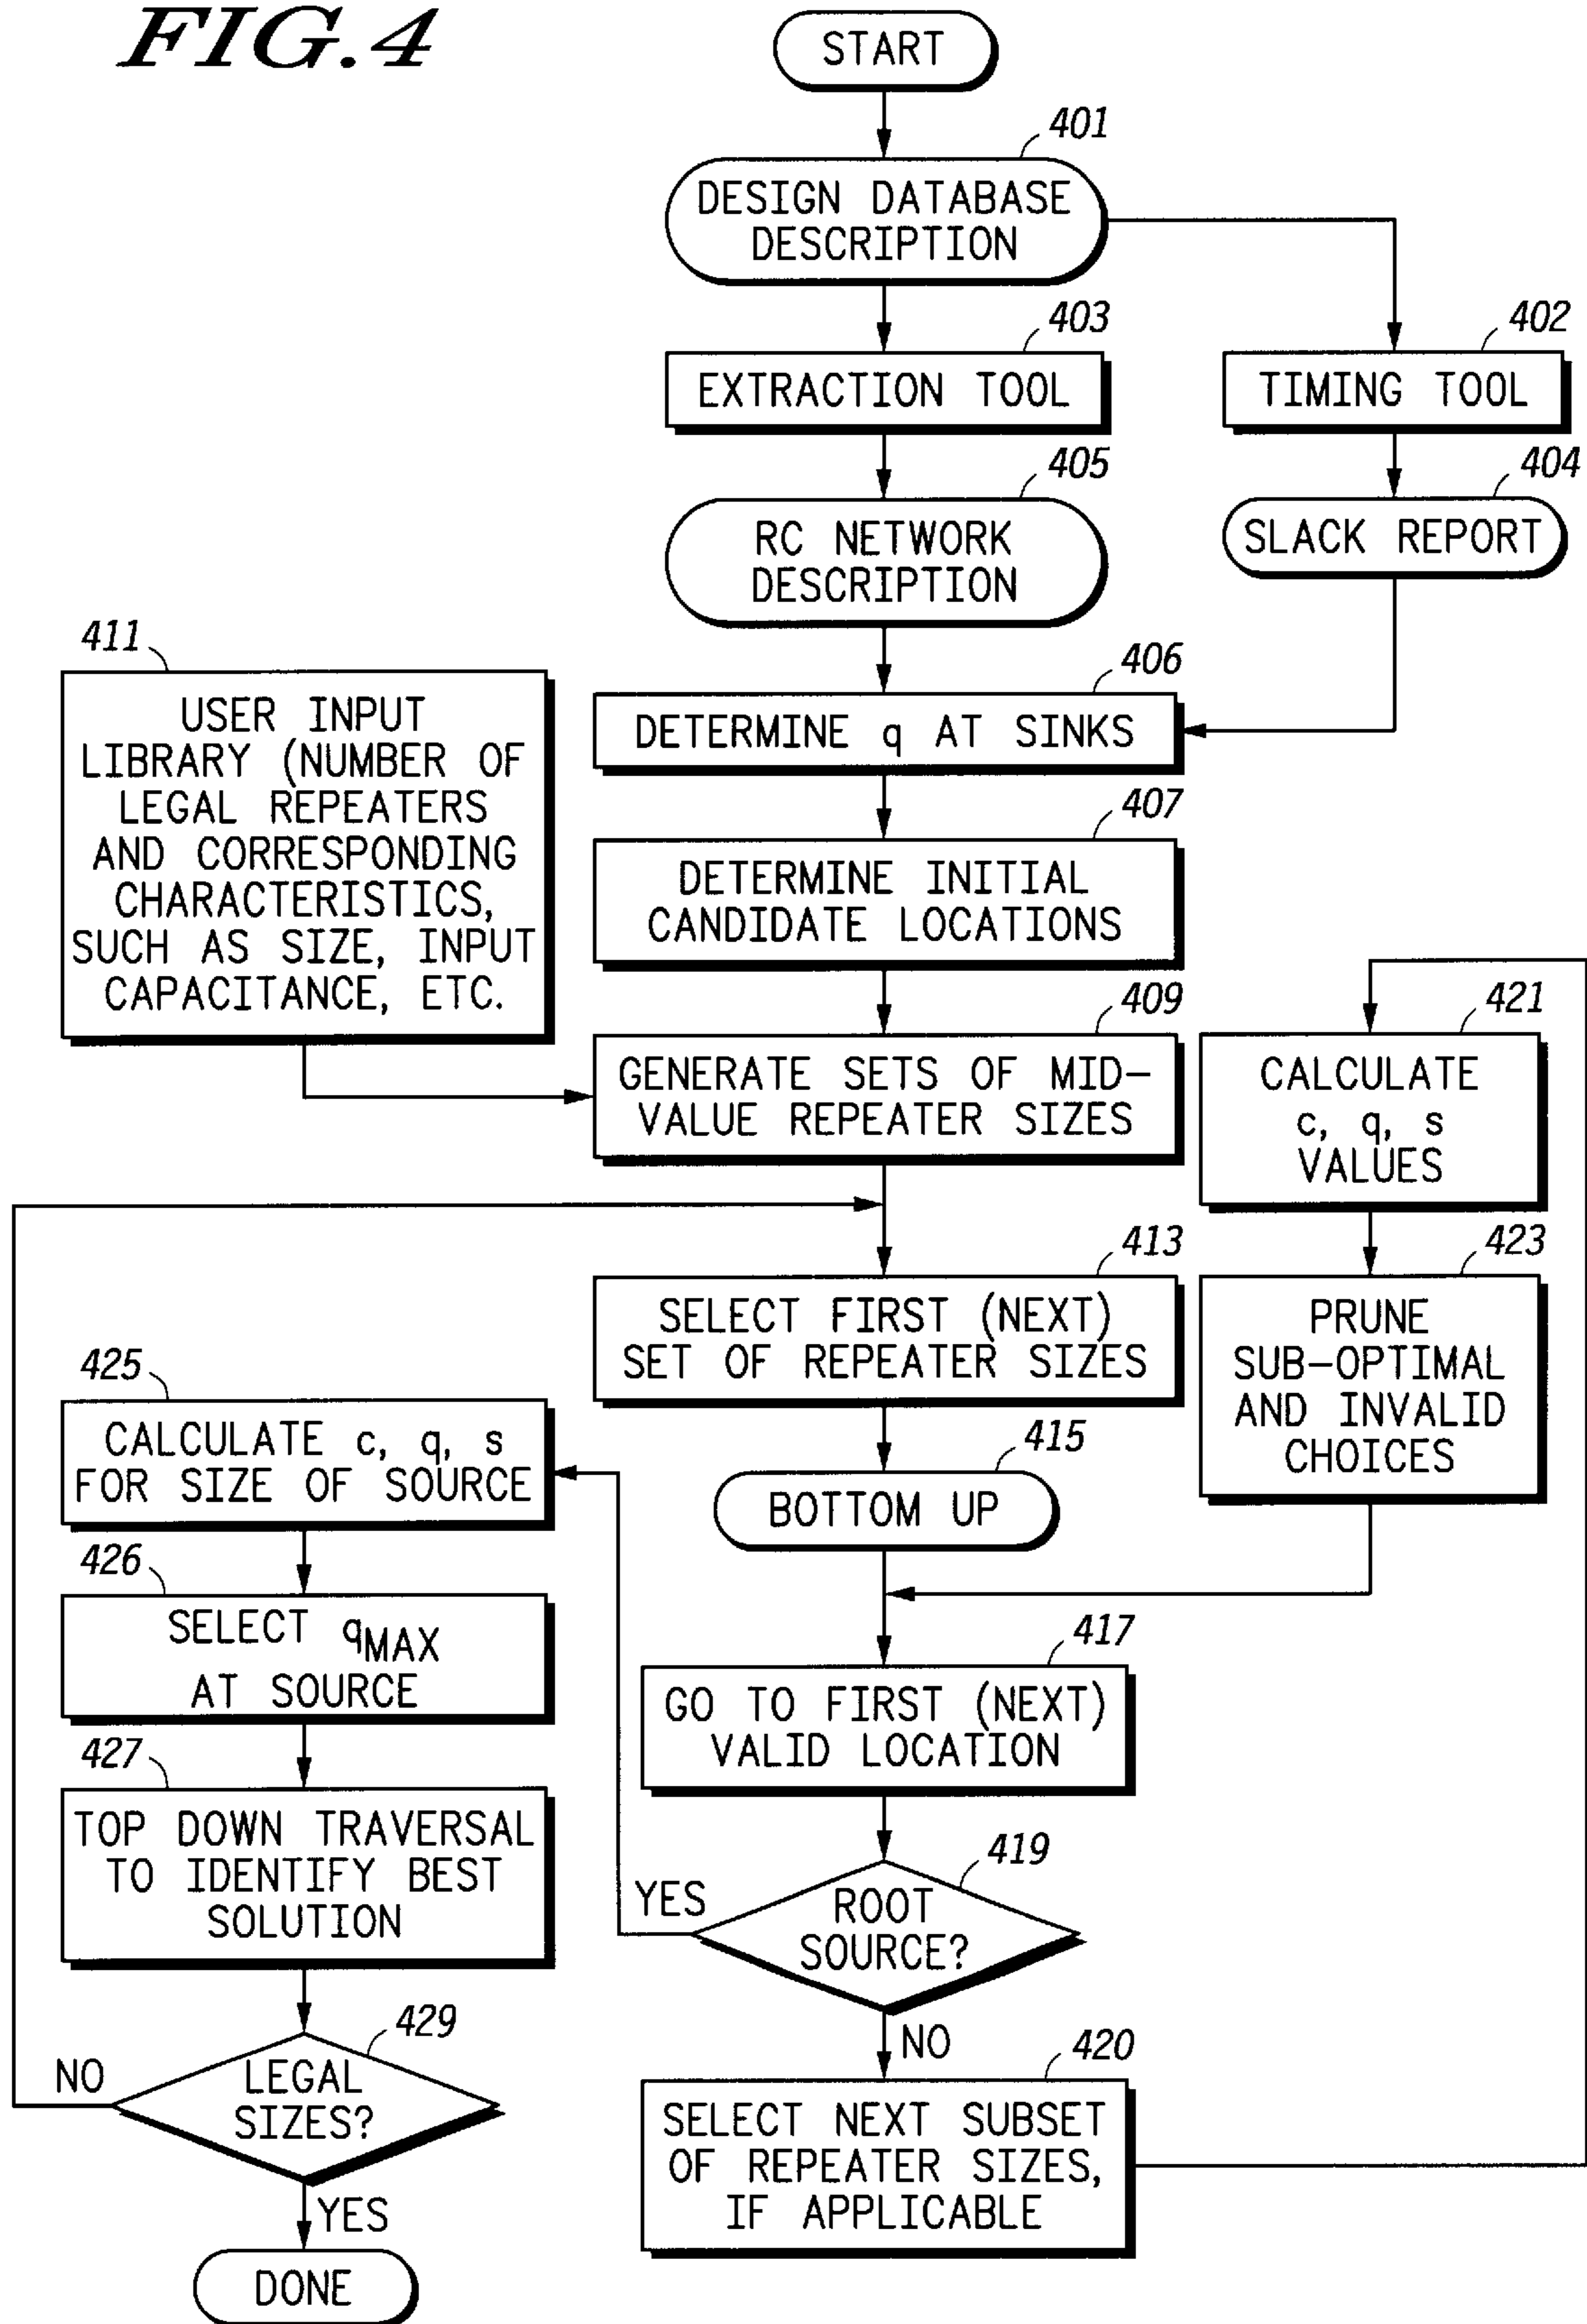 FIG.4
START
401
DESIGN DATABASE
DESCRIPTION
403
EXTRACTION TOOL
402
TIMING TOOL
405
RC NETWORK
DESCRIPTION
404
SLACK REPORT
411
USER INPUT
LIBRARY (NUMBER OF
LEGAL REPEATERS
AND CORRESPONDING
CHARACTERISTICS,
SUCH AS SIZE, INPUT
CAPACITANCE, ETC.
406
DETERMINE q AT SINKS
407
DETERMINE INITIAL
CANDIDATE LOCATIONS
409
GENERATE SETS OF MID-
VALUE REPEATER SIZES
421
CALCULATE
c, q, s
VALUES
413
SELECT FIRST (NEXT)
SET OF REPEATER SIZES
423
PRUNE
SUB-OPTIMAL
AND INVALID
CHOICES
425
CALCULATE c, q, s
FOR SIZE OF SOURCE
415
BOTTOM UP
426
SELECT qMAX
AT SOURCE
417
GO TO FIRST (NEXT)
VALID LOCATION
427
TOP DOWN TRAVERSAL
TO IDENTIFY BEST
SOLUTION
419
YES
ROOT
SOURCE?
NO
429
NO
LEGAL
SIZES?
YES
420
SELECT NEXT SUBSET
OF REPEATER SIZES,
IF APPLICABLE
DONE